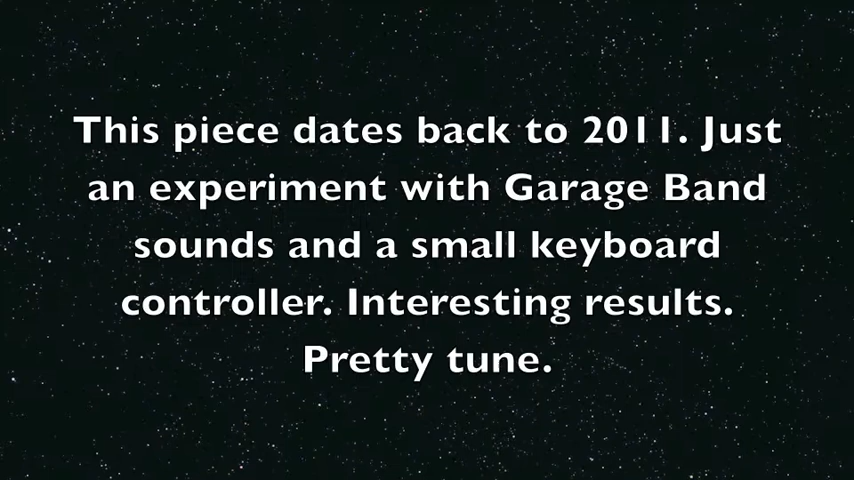 This piece dates back to 2011. Just
an experiment with Garage Band
sounds and a small keyboard
controller. Interesting results.
Pretty tune.